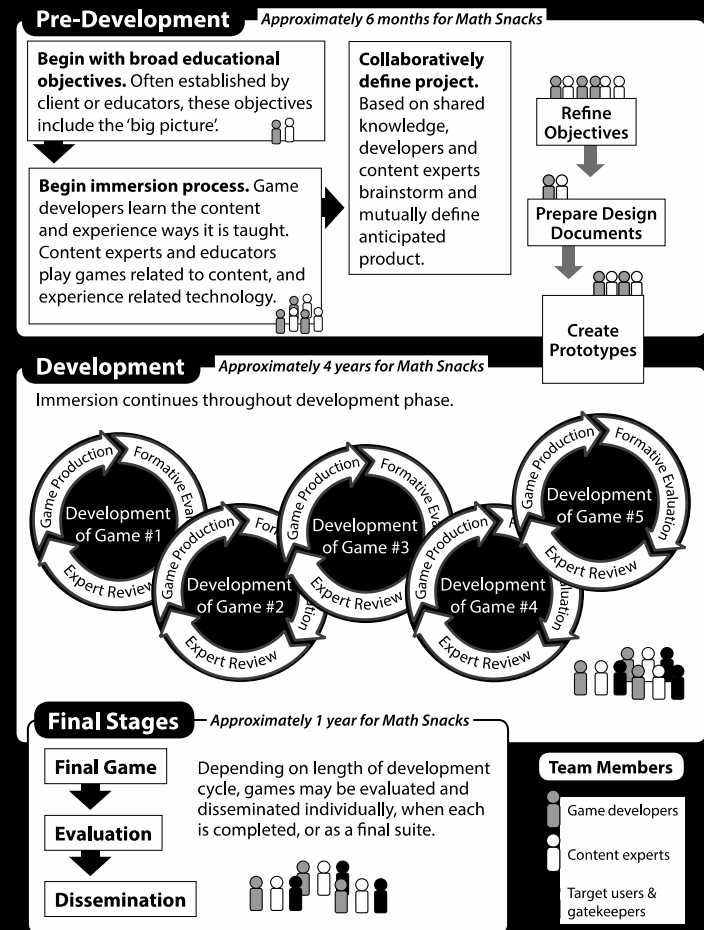 Pre-Development
Approximately 6 months for Math Snacks
Begin with broad educational
objectives. Often established by
client or educators, these objectives
include the ‘big picture’.
Begin immersion process. Game
developers learn the content
and experience ways it is taught.
Content experts and educators
play games related to content, and
experience related technology.
Collaboratively
define project.
Based on shared
knowledge,
developers and
content experts
brainstorm and
mutually define
anticipated
product.
Refine
Objectives
Prepare Design
Documents
Create
Prototypes
Development
Approximately 4 years for Math Snacks
Immersion continues throughout development phase.
Game Production
Formative Eval
Expert Review
Development
of Game #1
Game Production
For
ation
Expert Review
Development
of Game #2
Game Production
Formative Eva
Expert Review
Development
of Game #3
Game Production
ation
Expert Review
Development
of Game #4
Game Production
Formative Evaluation
Expert Review
Development
of Game #5
Final Stages
Approximately 1 year for Math Snacks
Final Game
Evaluation
Dissemination
Depending on length of development
cycle, games may be evaluated and
disseminated individually, when each
is completed, or as a final suite.
Team Members
Game developers
Content experts
Target users &
gatekeepers